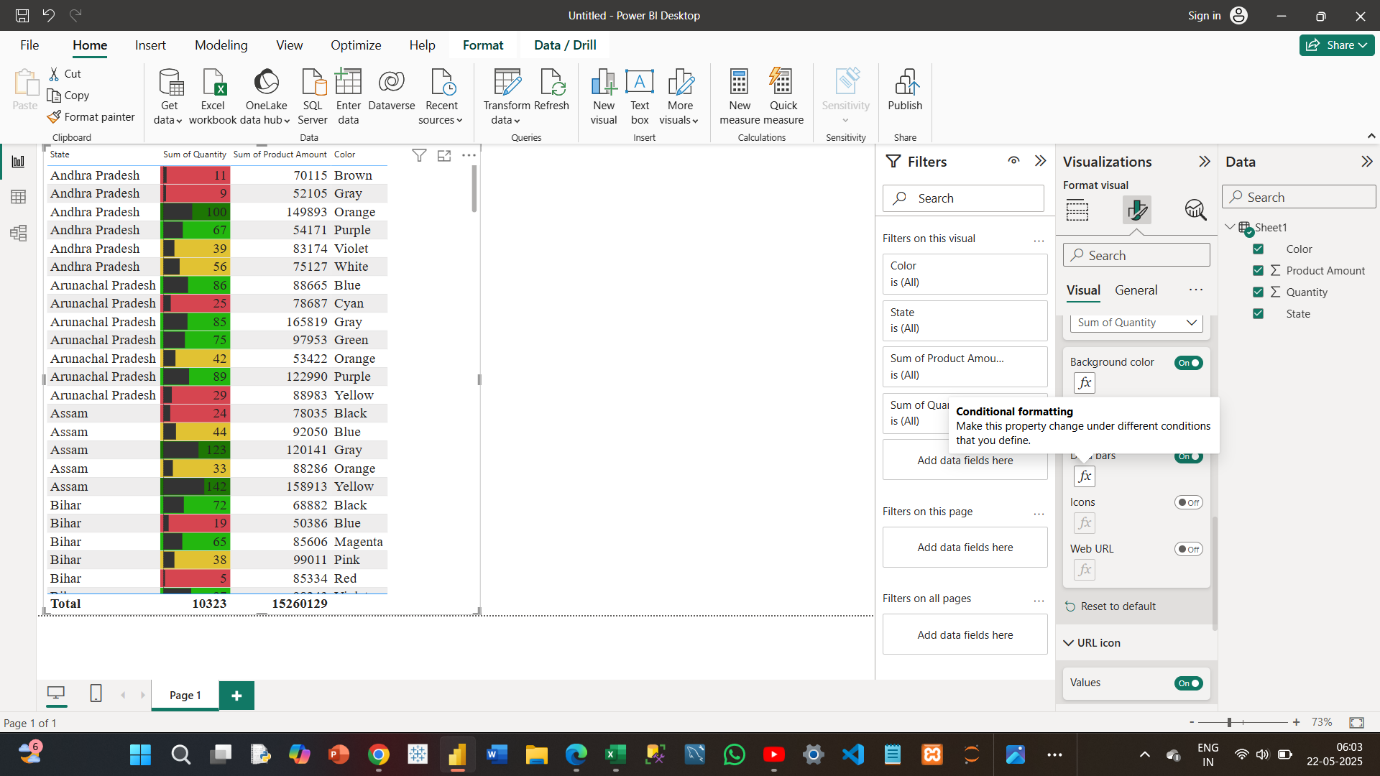 Untitled - Power BI Desktop
Sign in
File
Home
Insert
Modeling
View
Optimize
Help
Format
Data / Drill
Share
Paste
Cut
Copy
Format painter
Clipboard
Get data
Excel workbook
OneLake data hub
SQL Server
Enter data
Dataverse
Recent sources
Data
Transform data
Refresh
Queries
New visual
Text box
More visuals
Insert
New measure
Quick measure
Calculations
Sensitivity
Sensitivity
Publish
Share
State Sum of Quantity Sum of Product Amount Color
Andhra Pradesh 11 70115 Brown
Andhra Pradesh 9 52105 Gray
Andhra Pradesh 100 149893 Orange
Andhra Pradesh 67 54171 Purple
Andhra Pradesh 39 83174 Violet
Andhra Pradesh 56 75127 White
Arunachal Pradesh 86 88665 Blue
Arunachal Pradesh 25 78687 Cyan
Arunachal Pradesh 85 165819 Gray
Arunachal Pradesh 75 97953 Green
Arunachal Pradesh 42 53422 Orange
Arunachal Pradesh 89 122990 Purple
Arunachal Pradesh 29 88983 Yellow
Assam 24 78035 Black
Assam 44 92050 Blue
Assam 123 120141 Gray
Assam 33 88286 Orange
Assam 142 158913 Yellow
Bihar 72 68882 Black
Bihar 19 50386 Blue
Bihar 65 85606 Magenta
Bihar 38 99011 Pink
Bihar 5 85334 Red
Total 10323 15260129
Filters
Search
Filters on this visual
Color
is (All)
State
is (All)
Sum of Product Amou...
is (All)
Sum of Quan
is (All)
Add data fields here
Filters on this page
Add data fields here
Filters on all pages
Add data fields here
Visualizations
Format visual
Search
Visual
General
Sum of Quantity
Background color
On
fx
Conditional formatting
Make this property change under different conditions
that you define.
bars
On
fx
Icons
Off
fx
Web URL
Off
fx
Reset to default
URL icon
Values
On
Data
Search
Sheet1
Color
Σ Product Amount
Σ Quantity
State
Page 1
+
Page 1 of 1
- + 73%
6
ENG
IN
06:03
22-05-2025